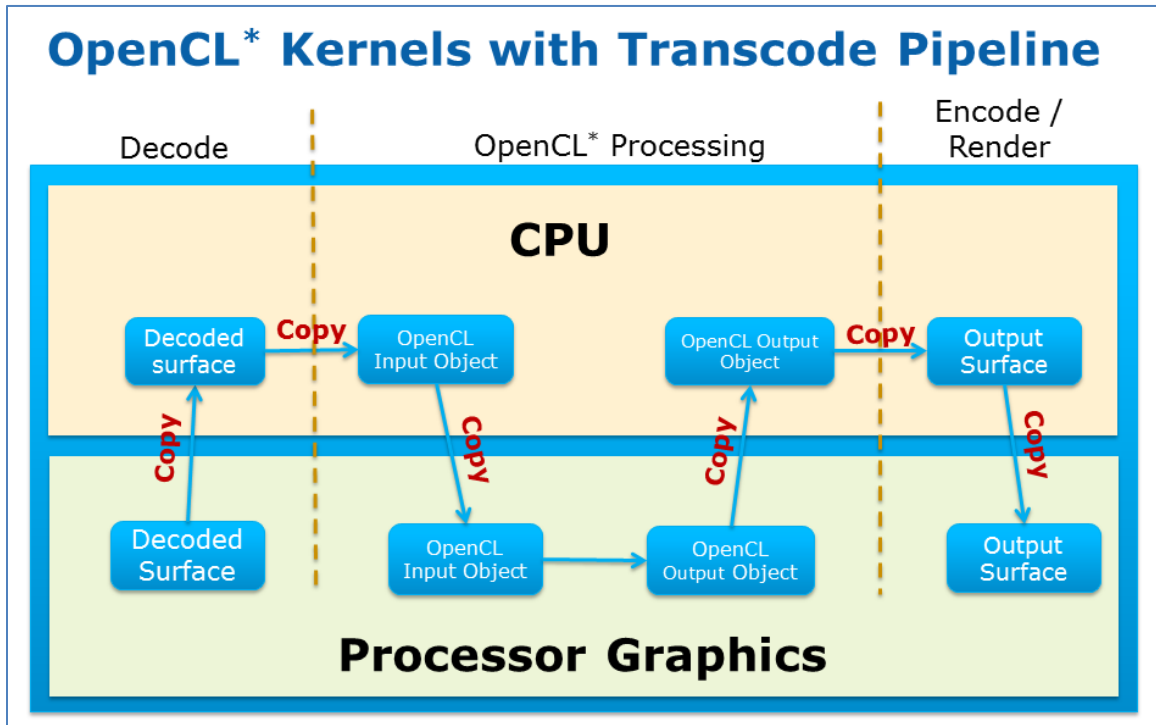 OpenCL* Kernels with Transcode Pipeline
Decode
OpenCL* Processing
Encode /
Render
CPU
Decoded
surface
Copy
OpenCL
Input Object
OpenCL Output
Object
Copy
Output
Surface
Copy
Copy
Copy
Copy
Decoded
Surface
OpenCL
Input Object
OpenCL
Output Object
Output
Surface
Processor Graphics